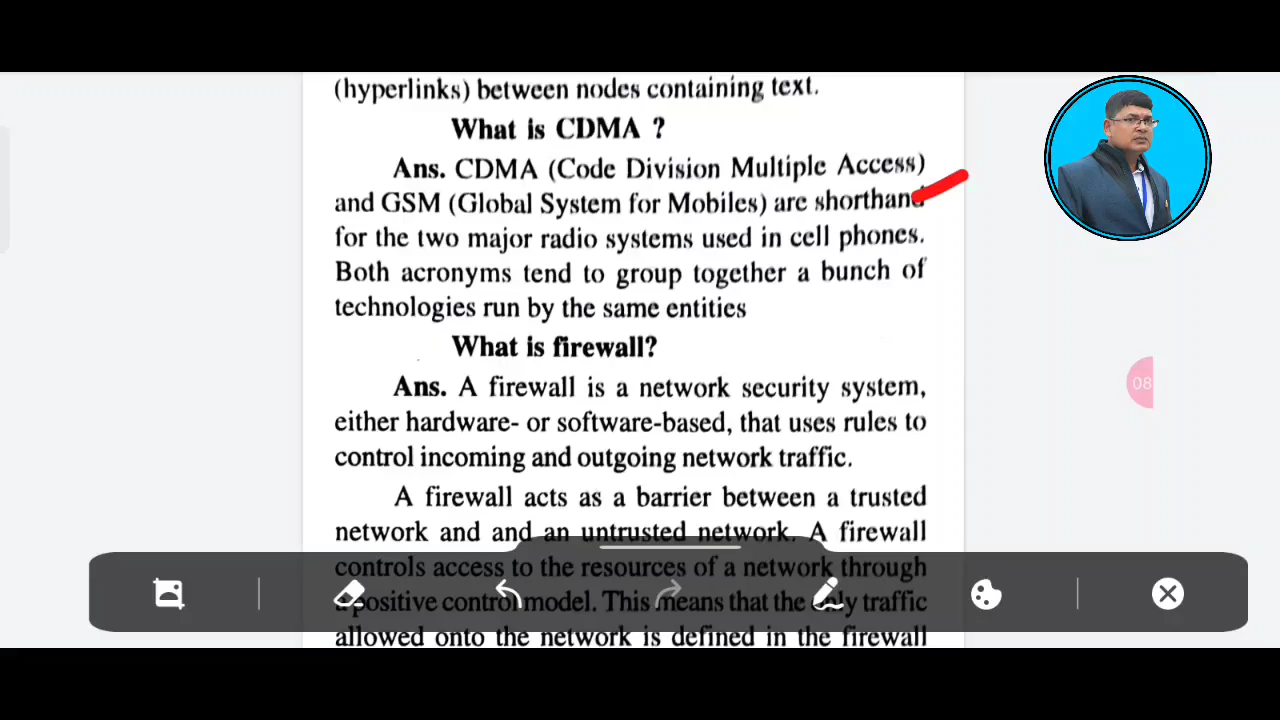 (hyperlinks) between nodes containing text.
What is CDMA ?
Ans. CDMA (Code Division Multiple Access)
and GSM (Global System for Mobiles) are shorthand
for the two major radio systems used in cell phones.
Both acronyms tend to group together a bunch of
technologies run by the same entities
What is firewall?
Ans. A firewall is a network security system,
either hardware- or software-based, that uses rules to
control incoming and outgoing network traffic.
A firewall acts as a barrier between a trusted
network and and an untrusted network. A firewall
controls access to the resources of a network through
a positive control model. This means that the only traffic
allowed onto the network is defined in the firewall
08